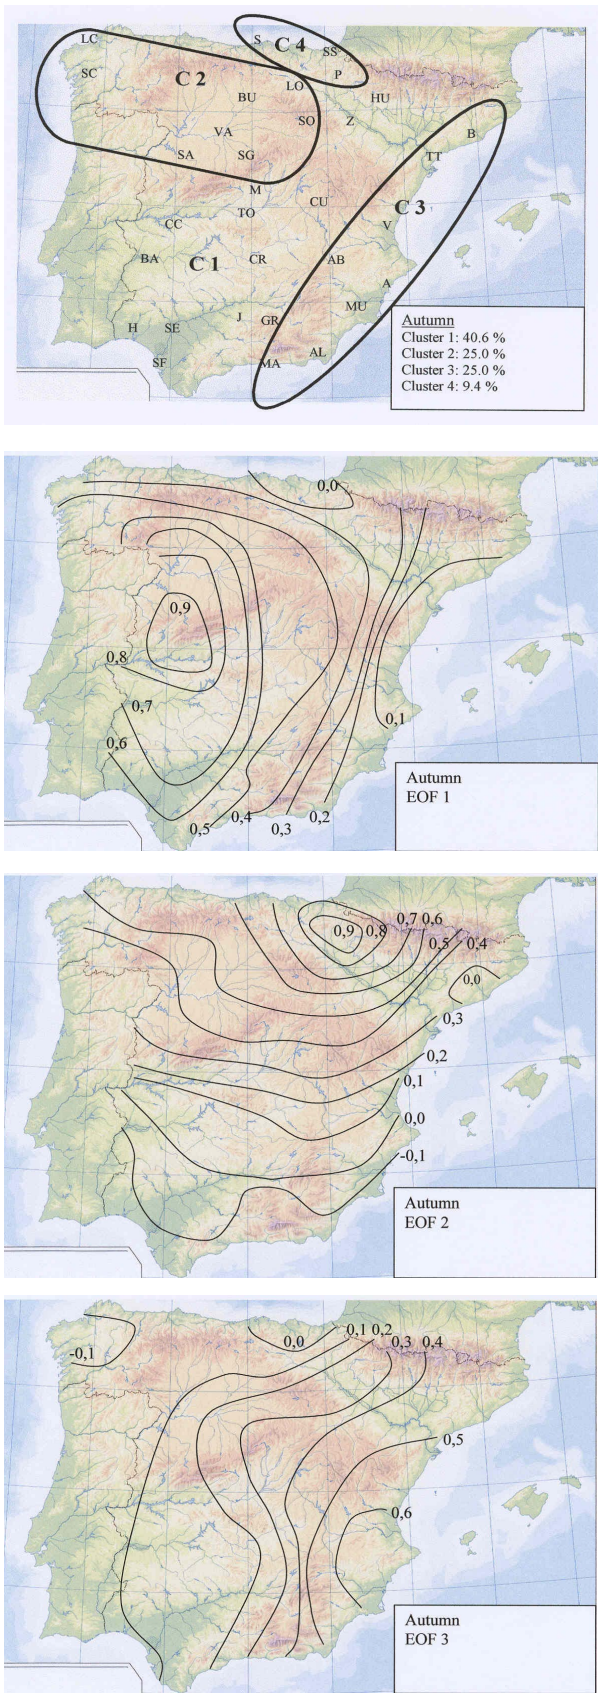 LC
S
C 4
SS
SC
C 2
P
LO
BU
HU
SO
Z
VA
B
SA
SG
TT
M
CU
TO
C 3
CC
V
BA
C 1
CR
AB
A
MU
J
GR
H
SE
SF
MA
AL
Autumn
Cluster 1: 40.6 %
Cluster 2: 25.0 %
Cluster 3: 25.0 %
Cluster 4: 9.4 %
0,0
0,9
0,8
0,7
0,1
0,6
0,5
0,4
0,3
0,2
Autumn
EOF 1
0,7 0,6
0,9
0,8
0,5
0,4
0,0
0,3
0,2
0,1
0,0
-0,1
Autumn
EOF 2
0,1 0,2
0,0
0,3
0,4
-0,1
0,5
0,6
Autumn
EOF 3